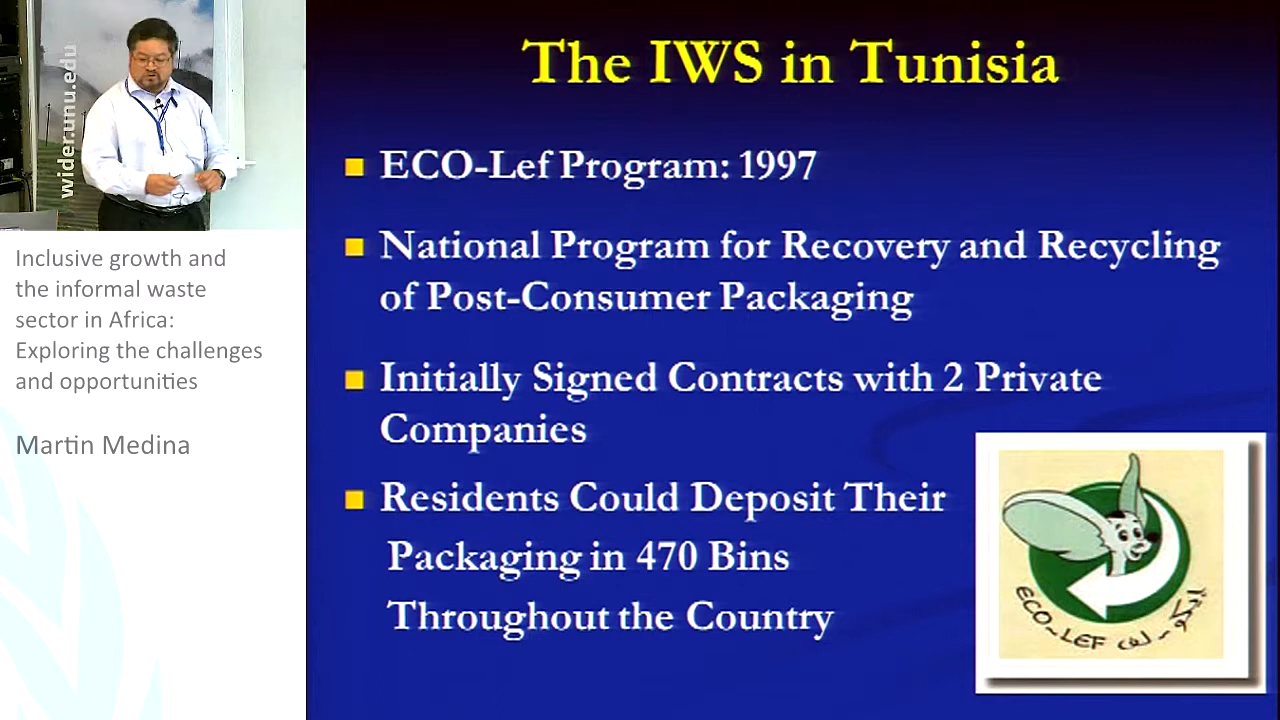 wider.unu.edu
Inclusive growth and
the informal waste
sector in Africa:
Exploring the challenges
and opportunities
Martin Medina
The IWS in Tunisia
ECO-Lef Program: 1997
National Program for Recovery and Recycling
of Post-Consumer Packaging
Initially Signed Contracts with 2 Private
Companies
Residents Could Deposit Their
Packaging in 470 Bins
Throughout the Country
ECO-LEF إيكو-لف